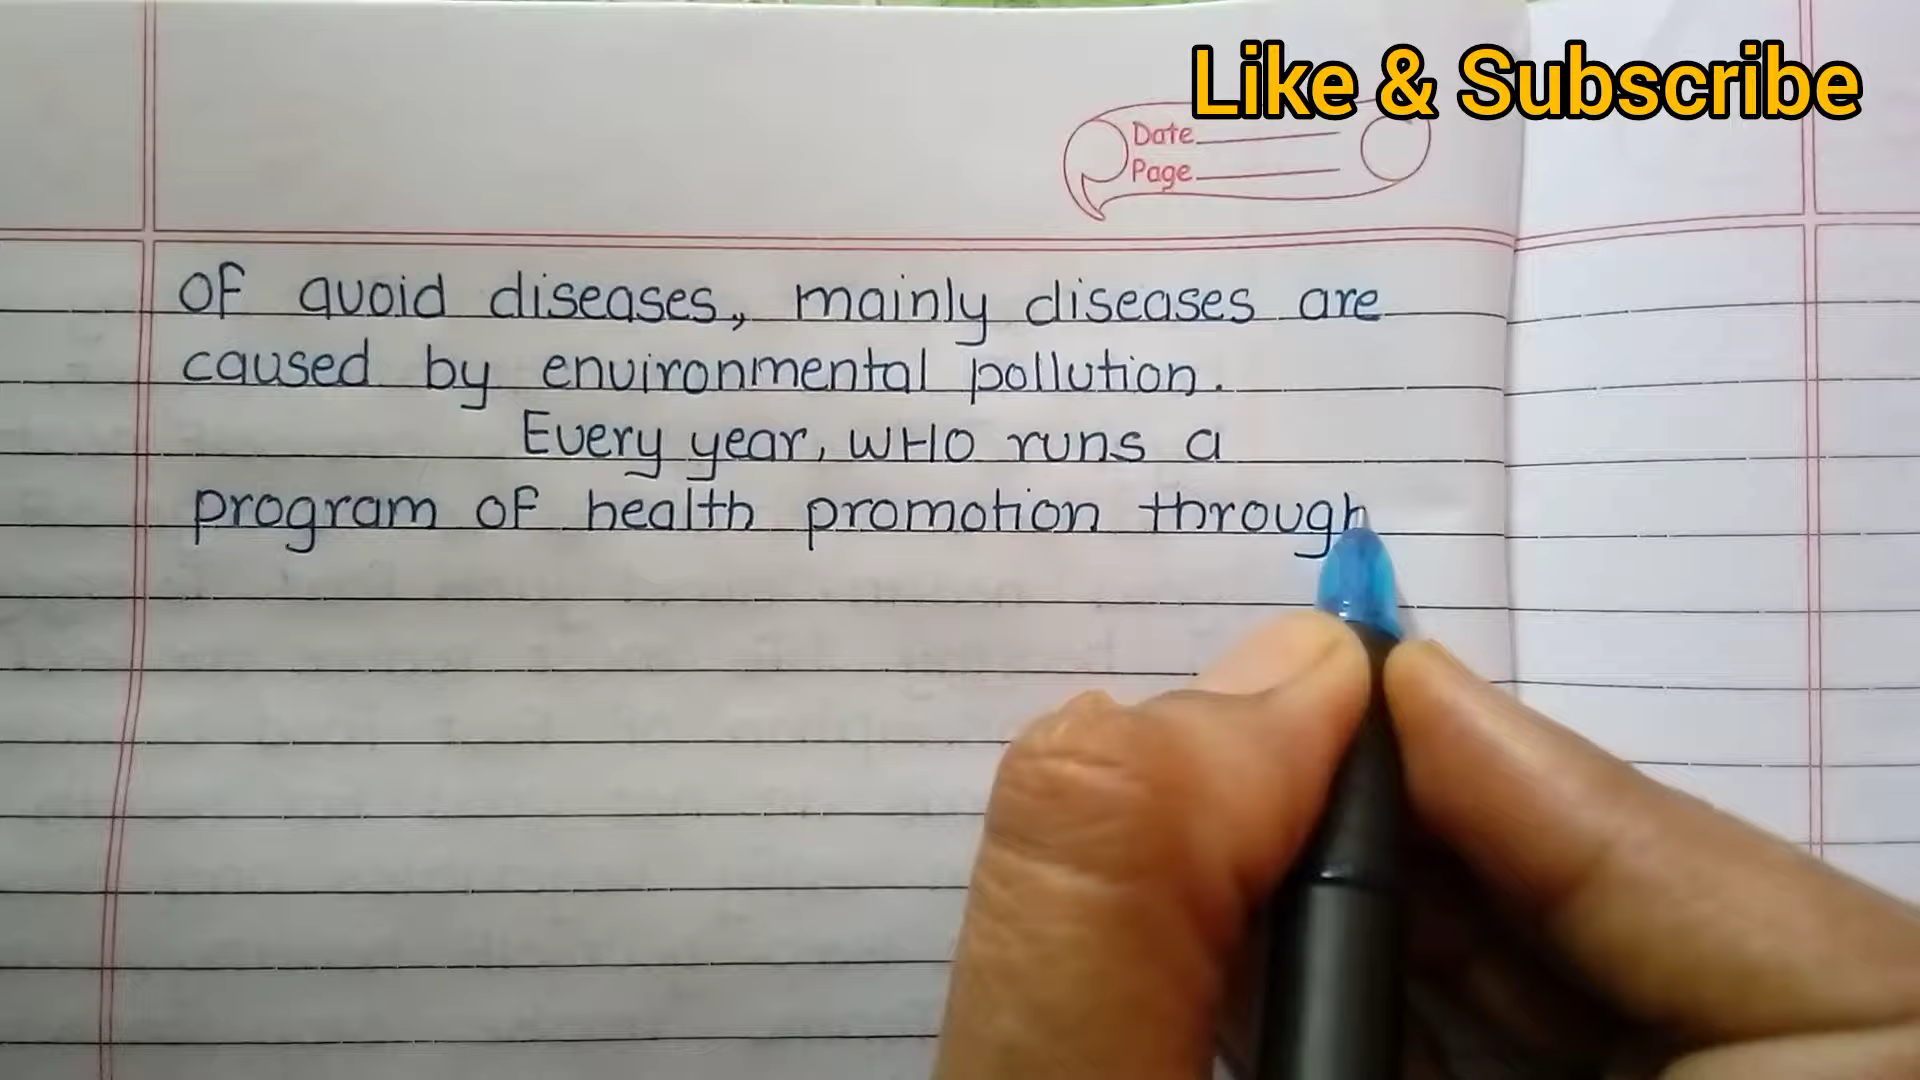 Like & Subscribe
Date
Page
of avoid diseases, mainly diseases are
caused by environmental pollution.
Every year, WHO runs a
program of health promotion through